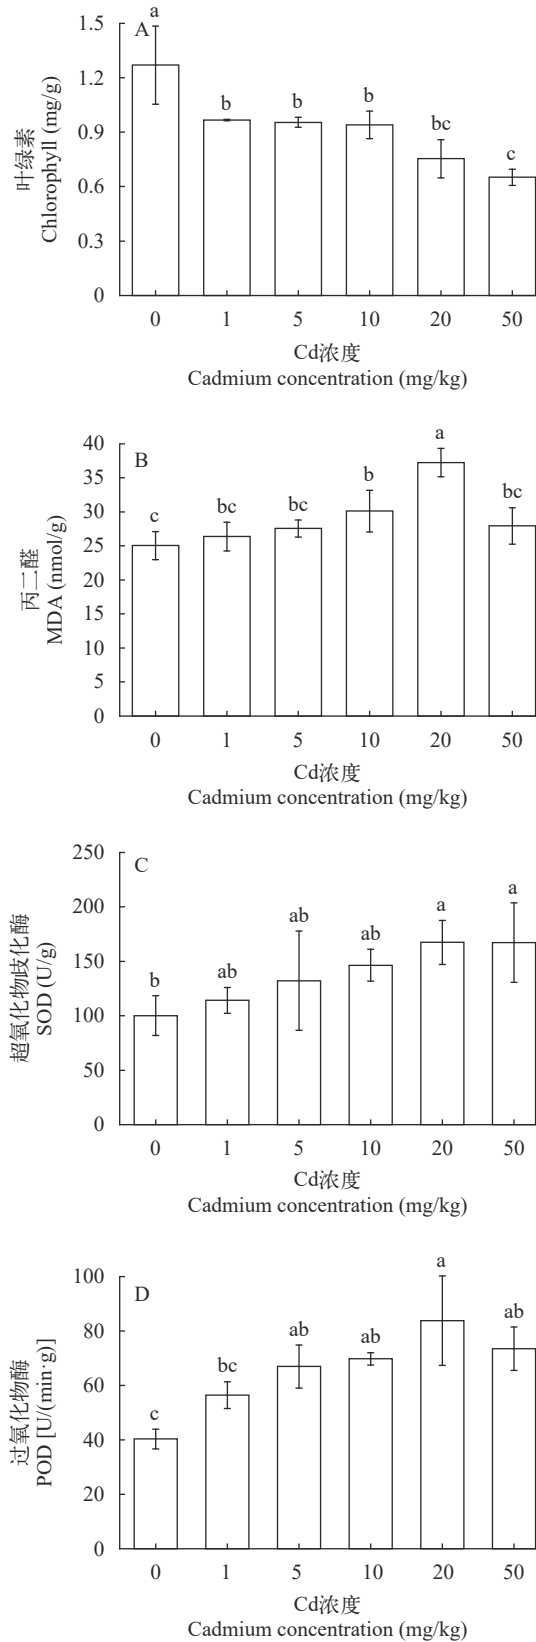 A
a
b
b
b
bc
c
1.5
1.2
0.9
0.6
0.3
0
叶绿素
Chlorophyll (mg/g)
0 1 5 10 20 50
Cd浓度
Cadmium concentration (mg/kg)
B
c
bc
bc
b
a
bc
40
35
30
25
20
15
10
5
0
丙二醛
MDA (nmol/g)
0 1 5 10 20 50
Cd浓度
Cadmium concentration (mg/kg)
C
b
ab
ab
ab
a
a
250
200
150
100
50
0
超氧化物歧化酶
SOD (U/g)
0 1 5 10 20 50
Cd浓度
Cadmium concentration (mg/kg)
D
c
bc
ab
ab
a
ab
100
80
60
40
20
0
过氧化物酶
POD [U/(min·g)]
0 1 5 10 20 50
Cd浓度
Cadmium concentration (mg/kg)